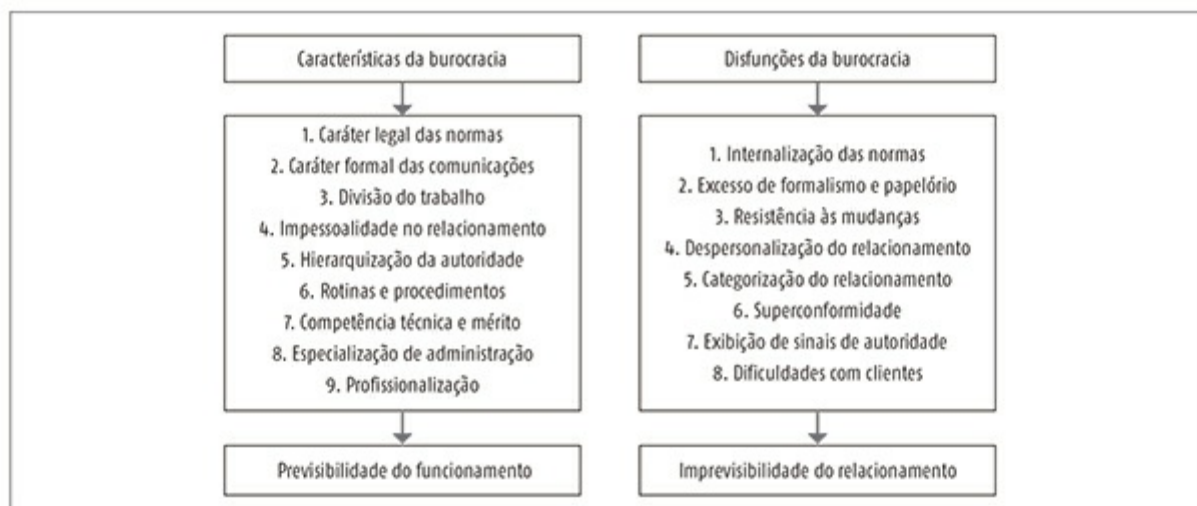 Características da burocracia
1. Caráter legal das normas
2. Caráter formal das comunicações
3. Divisão do trabalho
4. Impessoalidade no relacionamento
5. Hierarquização da autoridade
6. Rotinas e procedimentos
7. Competência técnica e mérito
8. Especialização de administração
9. Profissionalização
Previsibilidade do funcionamento
Disfunções da burocracia
1. Internalização das normas
2. Excesso de formalismo e papelório
3. Resistência às mudanças
4. Despersonalização do relacionamento
5. Categorização do relacionamento
6. Superconformidade
7. Exibição de sinais de autoridade
8. Dificuldades com clientes
Imprevisibilidade do relacionamento